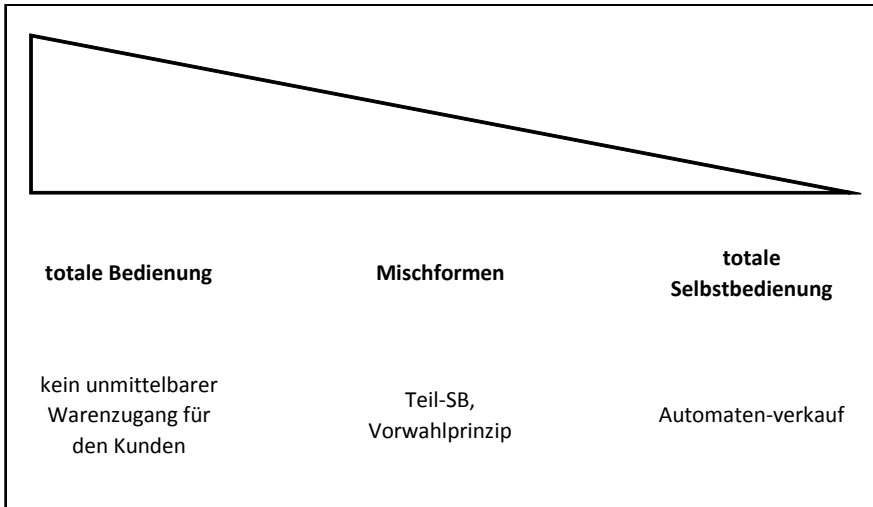 totale Bedienung
Mischformen
totale
Selbstbedienung
kein unmittelbarer
Warenzugang für
den Kunden
Teil-SB,
Vorwahlprinzip
Automaten-verkauf